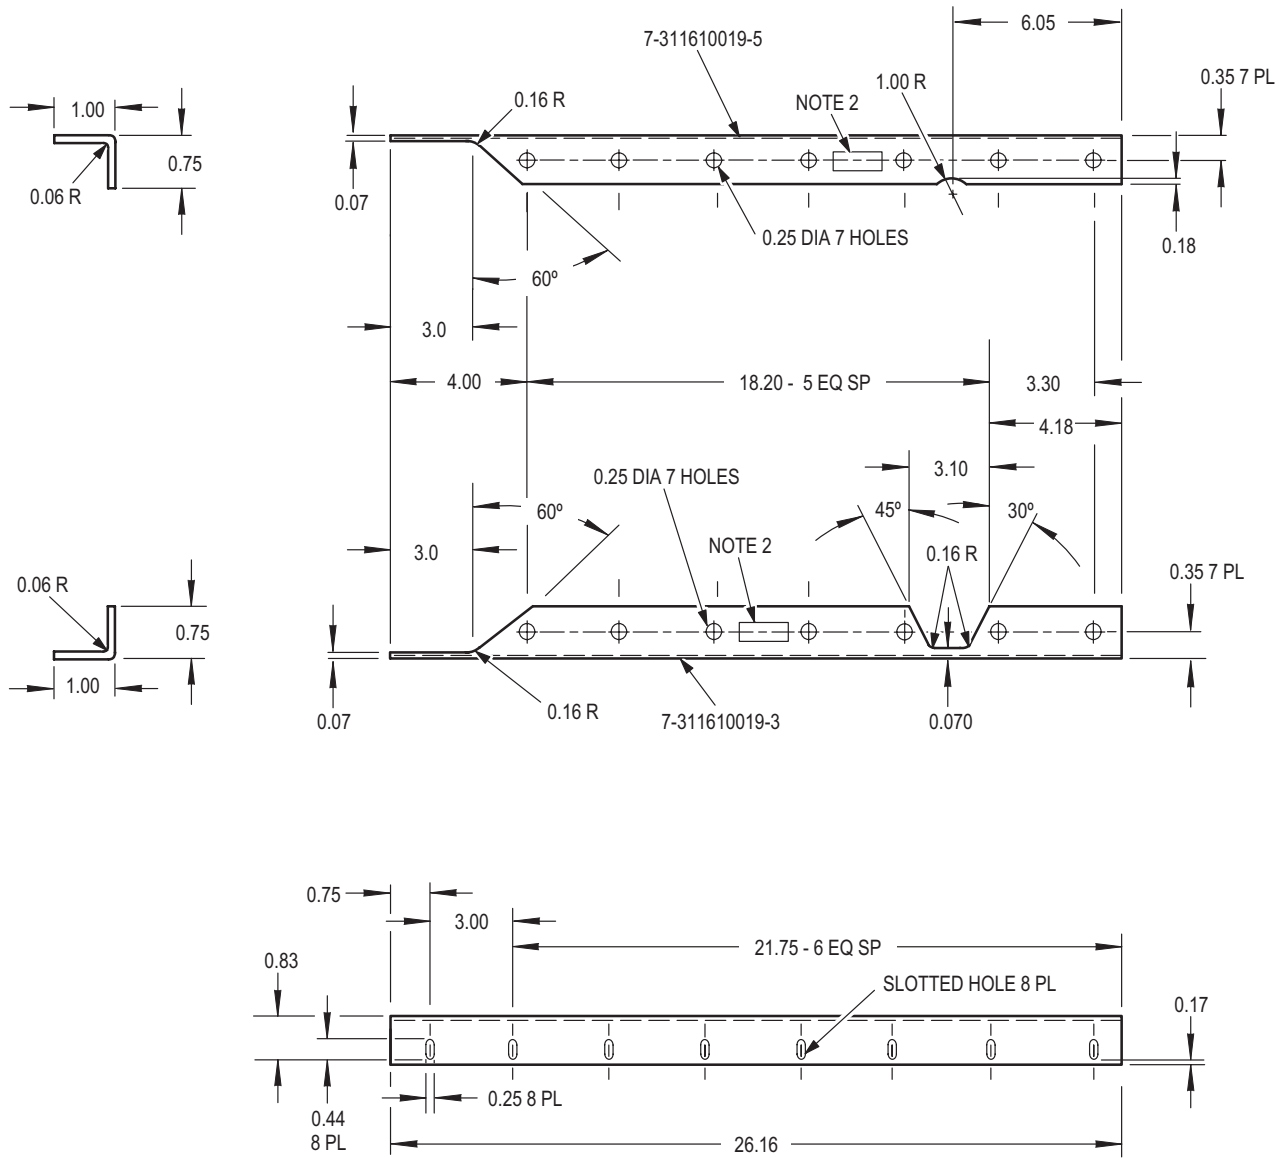 6.05
7-311610019-5
0.35 7 PL
1.00 R
0.16 R
NOTE 2
1.00
0.75
0.06 R
0.07
0.25 DIA 7 HOLES
0.18
60º
3.0
4.00
18.20 - 5 EQ SP
3.30
4.18
3.10
0.25 DIA 7 HOLES
60º
45º
30º
NOTE 2
3.0
0.16 R
0.06 R
0.35 7 PL
0.75
1.00
0.16 R
0.07
7-311610019-3
0.070
0.75
3.00
21.75 - 6 EQ SP
0.83
SLOTTED HOLE 8 PL
0.17
0.25 8 PL
0.44
8 PL
26.16